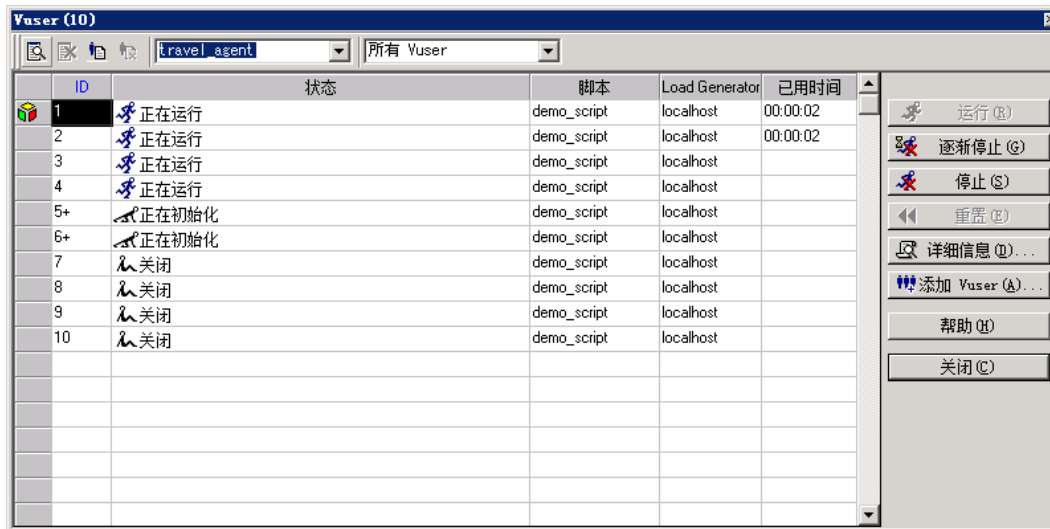 Vuser (10)
travel_agent 所有 Vuser
ID 状态 脚本 Load Generator 已用时间
1 正在运行 demo_script localhost 00:00:02
2 正在运行 demo_script localhost 00:00:02
3 正在运行 demo_script localhost
4 正在运行 demo_script localhost
5+ 正在初始化 demo_script localhost
6+ 正在初始化 demo_script localhost
7 关闭 demo_script localhost
8 关闭 demo_script localhost
9 关闭 demo_script localhost
10 关闭 demo_script localhost
运行(R)
逐渐停止(G)
停止(S)
重置(E)
详细信息(D)...
添加 Vuser(A)...
帮助(H)
关闭(C)